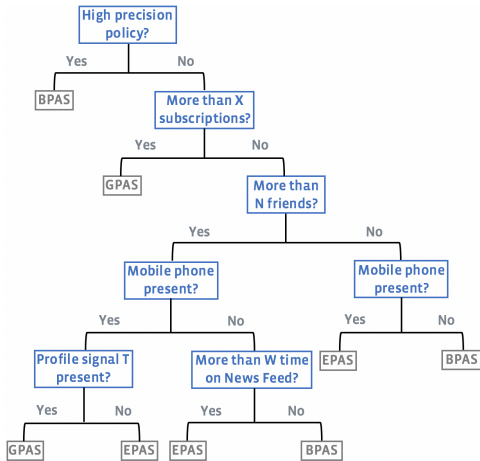 High precision
policy?
Yes
No
BPAS
More than X
subscriptions?
Yes
No
GPAS
More than
N friends?
Yes
No
Mobile phone
present?
Mobile phone
present?
Yes
No
Yes
No
Profile signal T
present?
More than W time
on News Feed?
EPAS
BPAS
Yes
No
Yes
No
GPAS
EPAS
EPAS
BPAS